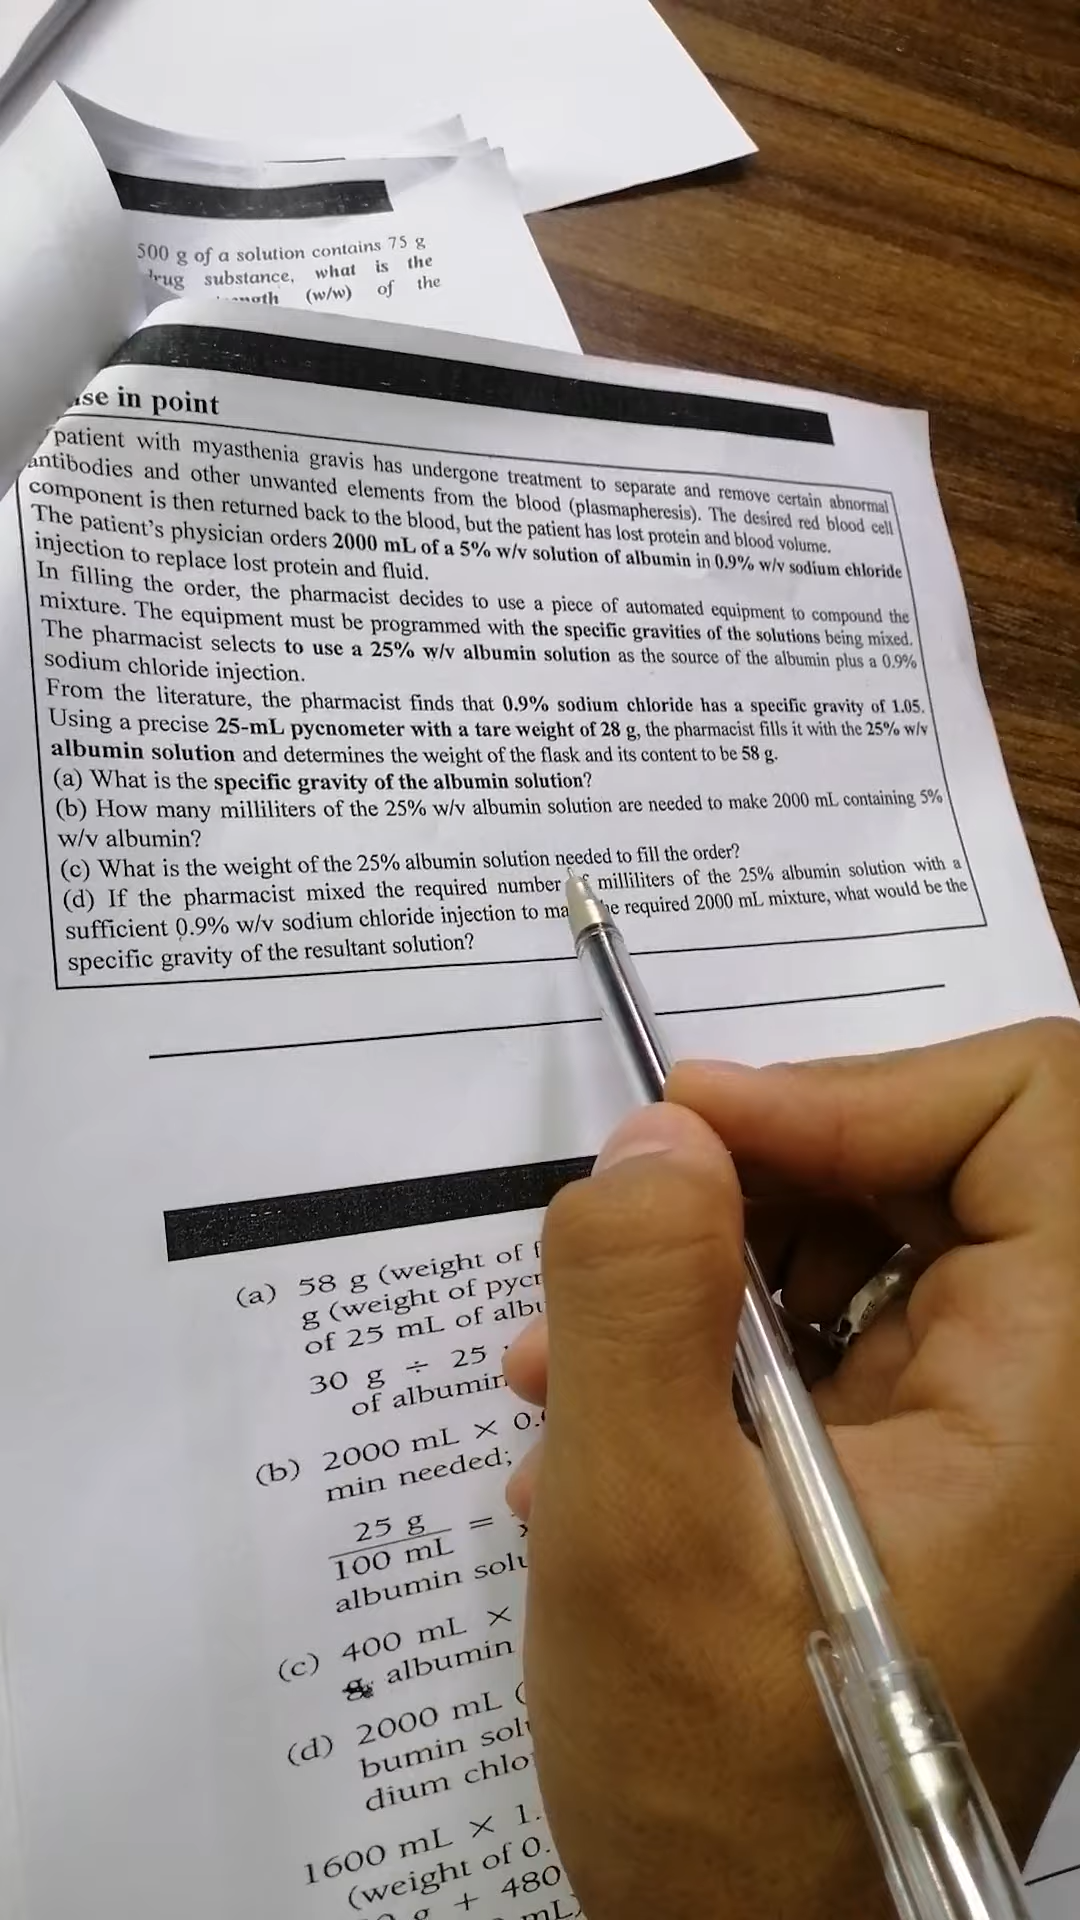 500 g of a solution contains 75 g
substance, what is the
(w/w) of the
in point
patient with myasthenia gravis has undergone treatment to separate and remove certain abnormal
antibodies and other unwanted elements from the blood (plasmapheresis). The desired red blood cell
component is then returned back to the blood, but the patient has lost protein and blood volume.
The patient's physician orders 2000 mL of a 5% w/v solution of albumin in 0.9% w/v sodium chloride
injection to replace lost protein and fluid.
In filling the order, the pharmacist decides to use a piece of automated equipment to compound the
mixture. The equipment must be programmed with the specific gravities of the solutions being mixed.
The pharmacist selects to use a 25% w/v albumin solution as the source of the albumin plus a 0.9%
sodium chloride injection.
From the literature, the pharmacist finds that 0.9% sodium chloride has a specific gravity of 1.05.
Using a precise 25-mL pycnometer with a tare weight of 28 g, the pharmacist fills it with the 25% w/v
albumin solution and determines the weight of the flask and its content to be 58 g.
(a) What is the specific gravity of the albumin solution?
(b) How many milliliters of the 25% w/v albumin solution are needed to make 2000 mL containing 5%
w/v albumin?
(c) What is the weight of the 25% albumin solution needed to fill the order?
(d) If the pharmacist mixed the required number milliliters of the 25% albumin solution with a
sufficient 0.9% w/v sodium chloride injection to required 2000 mL mixture, what would be the
specific gravity of the resultant solution?
(a) 58 g (weight of
g (weight of
of 25 mL of
30 g ÷ 25
of
(b) 2000 mL ×
min needed;
25 g
=
100 mL
albumin
(c) 400 mL ×
albumin
(d) 2000 mL (
bumin
dium
1600 mL × 1.
(weight of 0.
g + 480
mL)